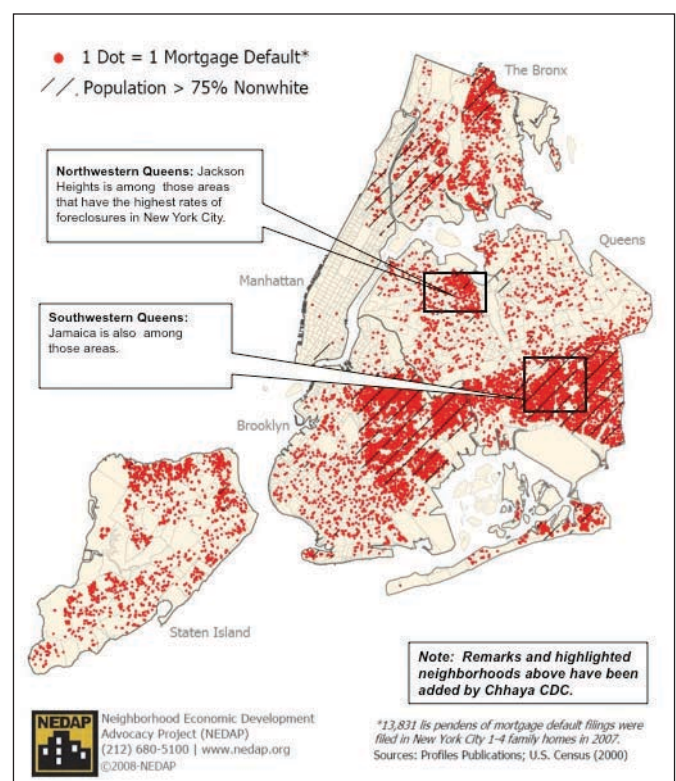 1 Dot = 1 Mortgage Default*
Population > 75% Nonwhite
The Bronx
Northwestern Queens: Jackson
Heights is among those areas
that have the highest rates of
foreclosures in New York City.
Queens
Manhattan
Southwestern Queens:
Jamaica is also among
those areas.
Brooklyn
Staten Island
Note: Remarks and highlighted
neighborhoods above have been
added by Chhaya CDC.
NEDAP
Neighborhood Economic Development
Advocacy Project (NEDAP)
(212) 680-5100 | www.nedap.org
©2008-NEDAP
*13,831 lis pendens of mortgage default filings were
filed in New York City 1-4 family homes in 2007.
Sources: Profiles Publications; U.S. Census (2000)